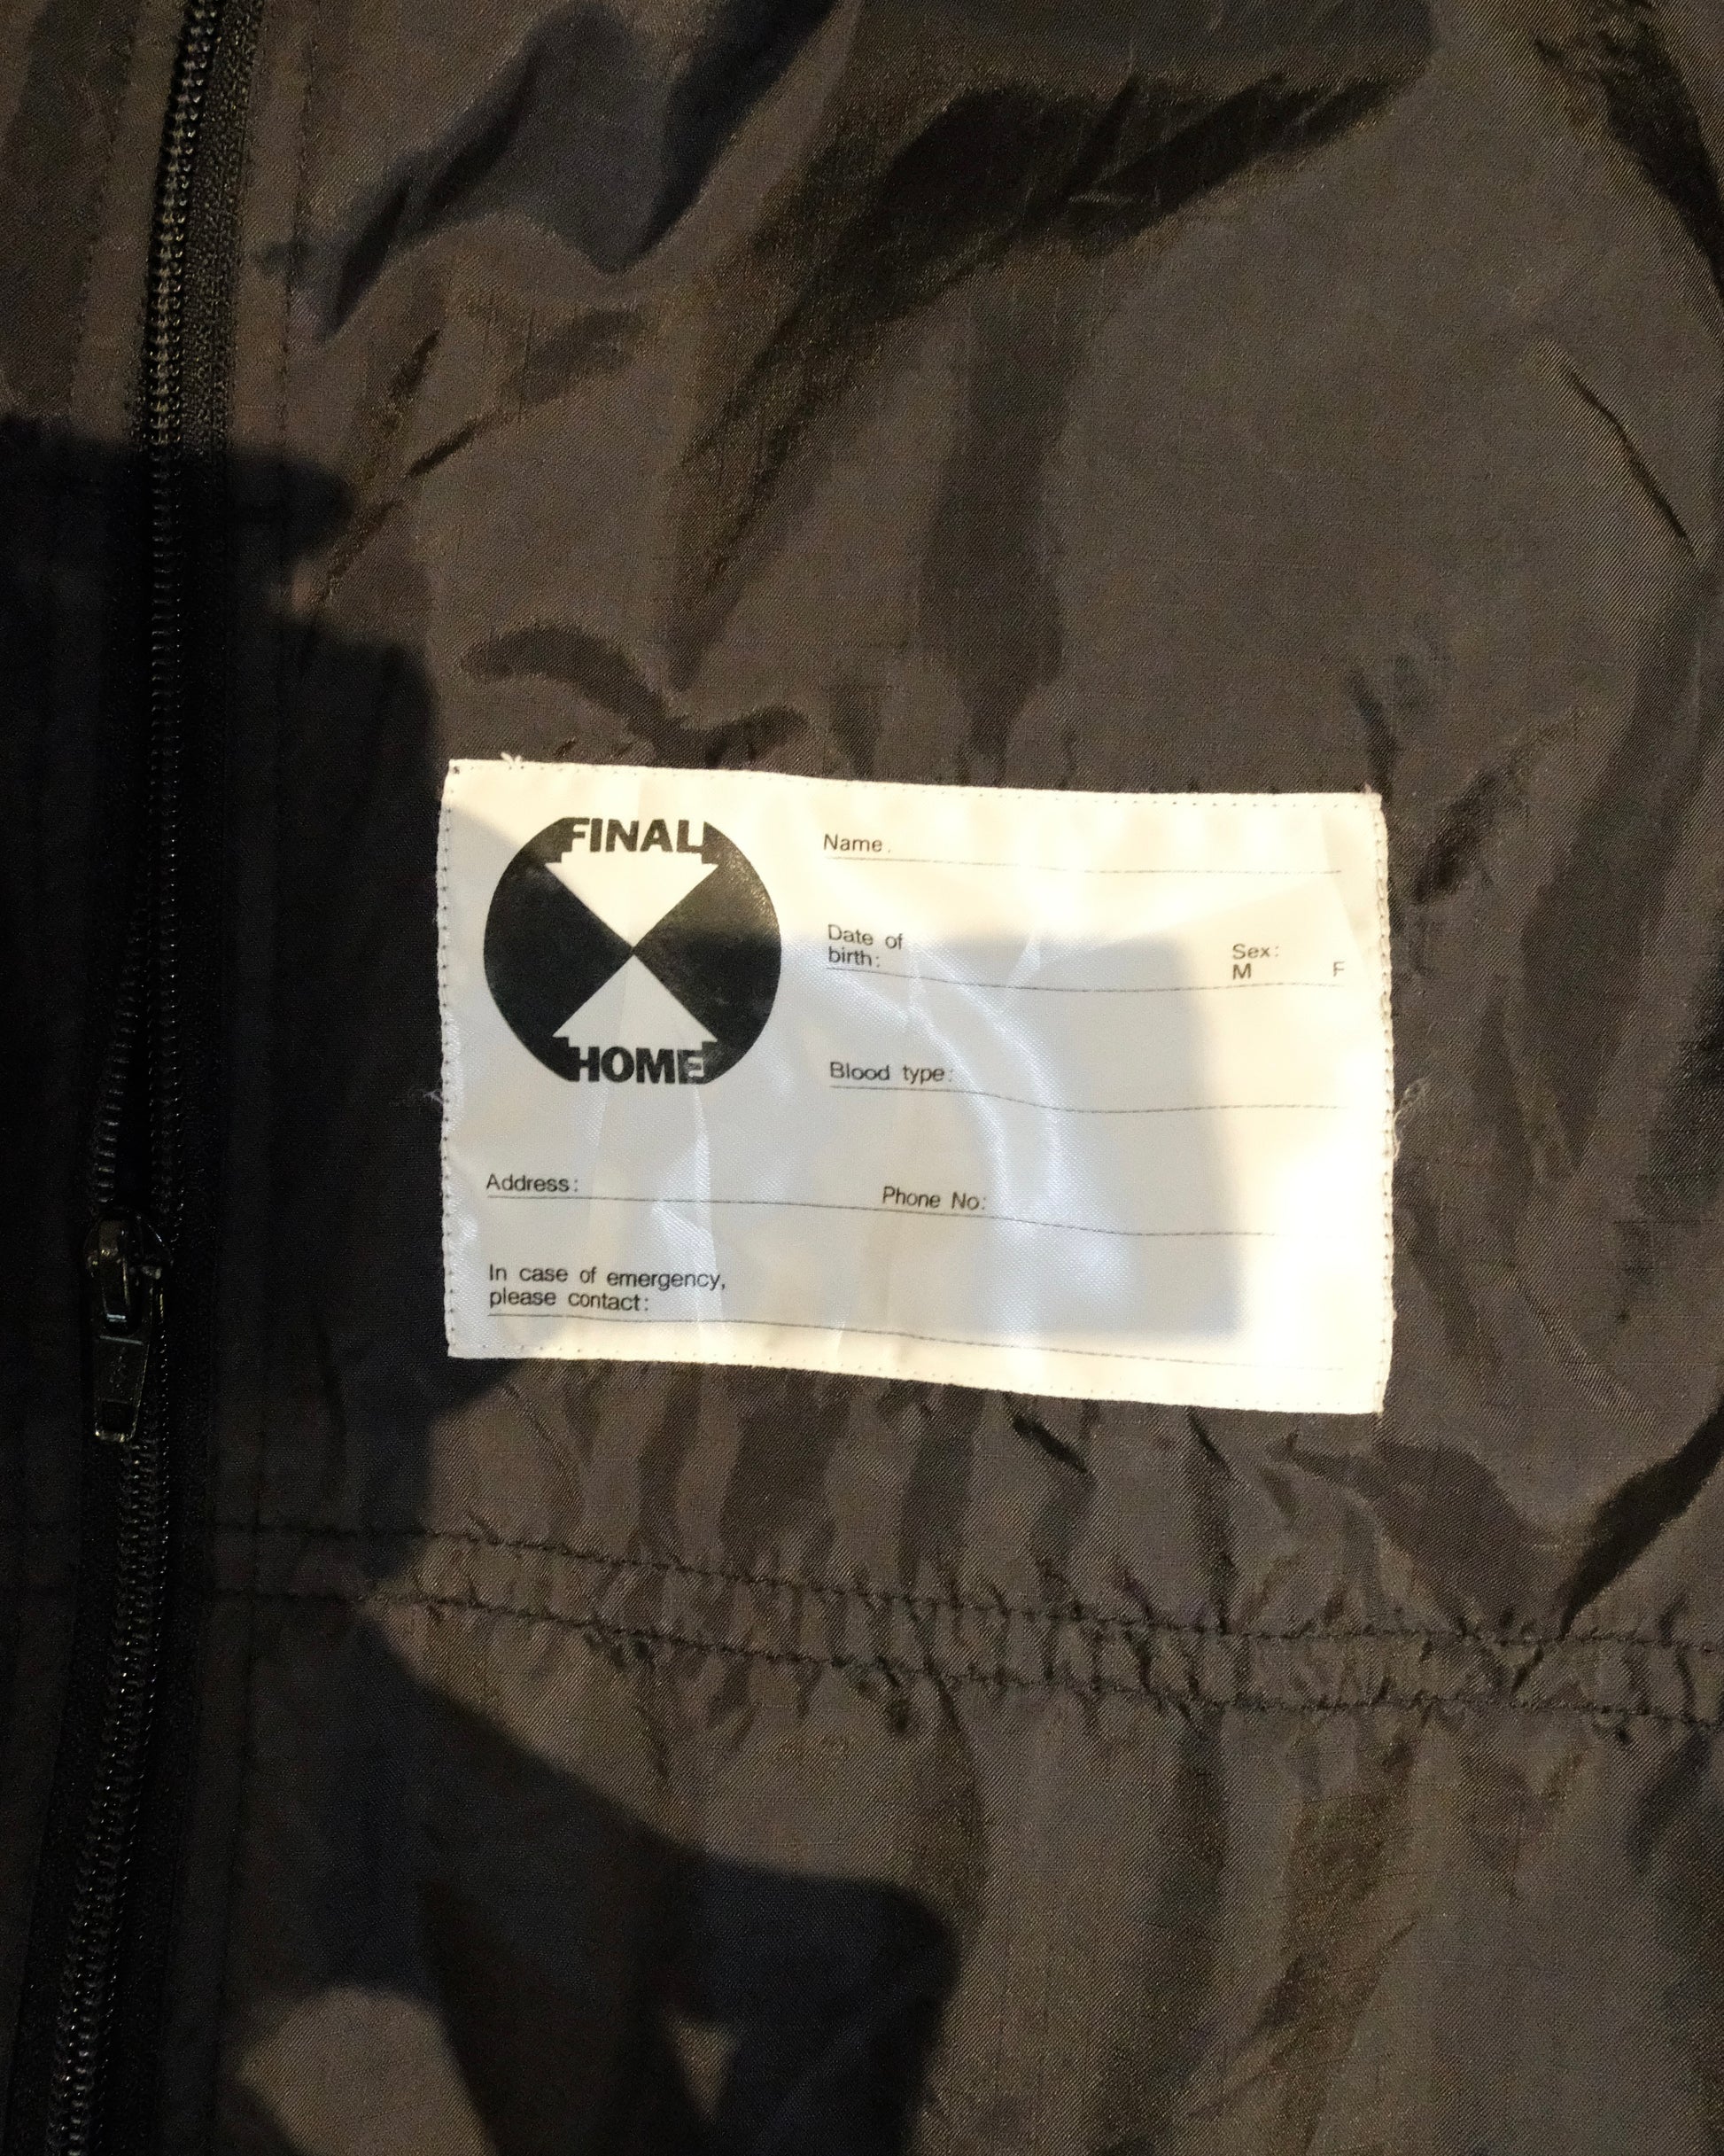 FINAL
HOME
Name.
Date of
birth:
Sex:
M F
Blood type:
Address:
Phone No:
In case of emergency,
please contact: